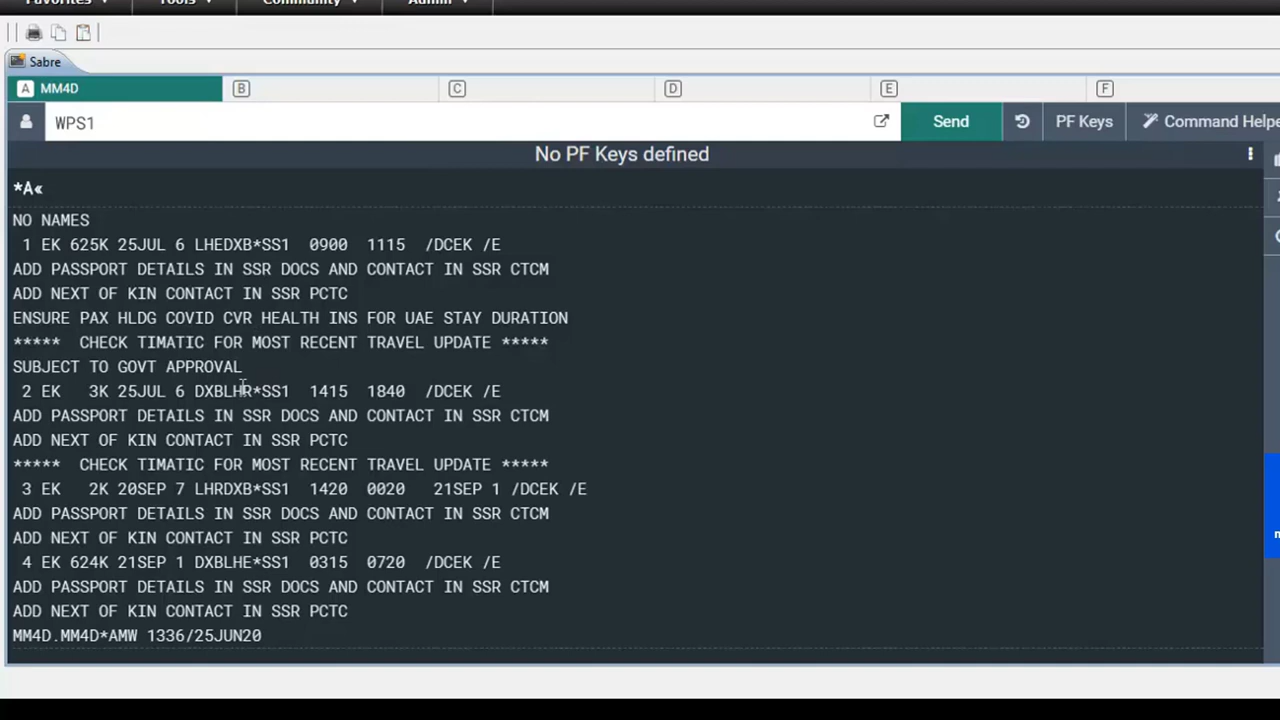 Favorites Tools Community Admin
Sabre
A MM4D B C D E F
WPS1 Send PF Keys Command Helpe
No PF Keys defined
*A«
NO NAMES
1 EK 625K 25JUL 6 LHEDXB*SS1 0900 1115 /DCEK /E
ADD PASSPORT DETAILS IN SSR DOCS AND CONTACT IN SSR CTCM
ADD NEXT OF KIN CONTACT IN SSR PCTC
ENSURE PAX HLDG COVID CVR HEALTH INS FOR UAE STAY DURATION
***** CHECK TIMATIC FOR MOST RECENT TRAVEL UPDATE *****
SUBJECT TO GOVT APPROVAL
2 EK 3K 25JUL 6 DXBLHR*SS1 1415 1840 /DCEK /E
ADD PASSPORT DETAILS IN SSR DOCS AND CONTACT IN SSR CTCM
ADD NEXT OF KIN CONTACT IN SSR PCTC
***** CHECK TIMATIC FOR MOST RECENT TRAVEL UPDATE *****
3 EK 2K 20SEP 7 LHRDXB*SS1 1420 0020 21SEP 1 /DCEK /E
ADD PASSPORT DETAILS IN SSR DOCS AND CONTACT IN SSR CTCM
ADD NEXT OF KIN CONTACT IN SSR PCTC
4 EK 624K 21SEP 1 DXBLHE*SS1 0315 0720 /DCEK /E
ADD PASSPORT DETAILS IN SSR DOCS AND CONTACT IN SSR CTCM
ADD NEXT OF KIN CONTACT IN SSR PCTC
MM4D.MM4D*AMW 1336/25JUN20